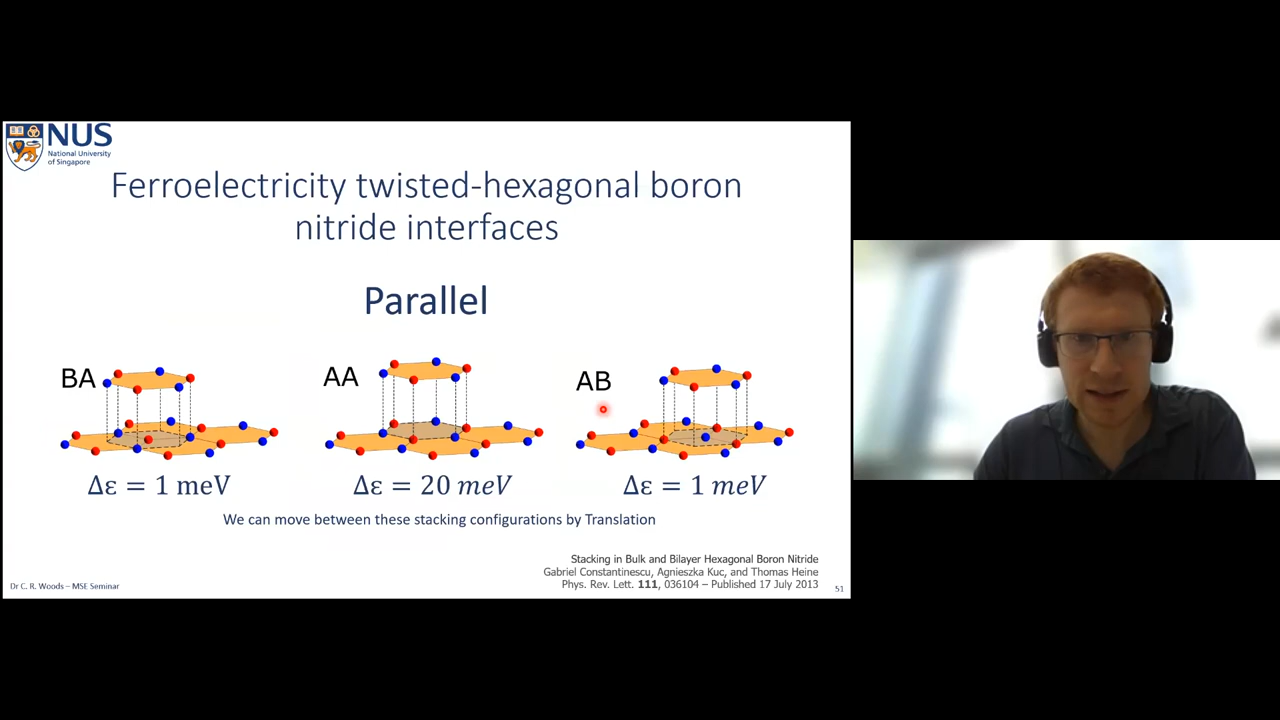 NUS
National University
of Singapore
Ferroelectricity twisted-hexagonal boron
nitride interfaces
Parallel
BA
AA
AB
Δε = 1 meV
Δε = 20 meV
Δε = 1 meV
We can move between these stacking configurations by Translation
Stacking in Bulk and Bilayer Hexagonal Boron Nitride
Gabriel Constantinescu, Agnieszka Kuc, and Thomas Heine
Phys. Rev. Lett. 111, 036104 – Published 17 July 2013
Dr C. R. Woods – MSE Seminar
51